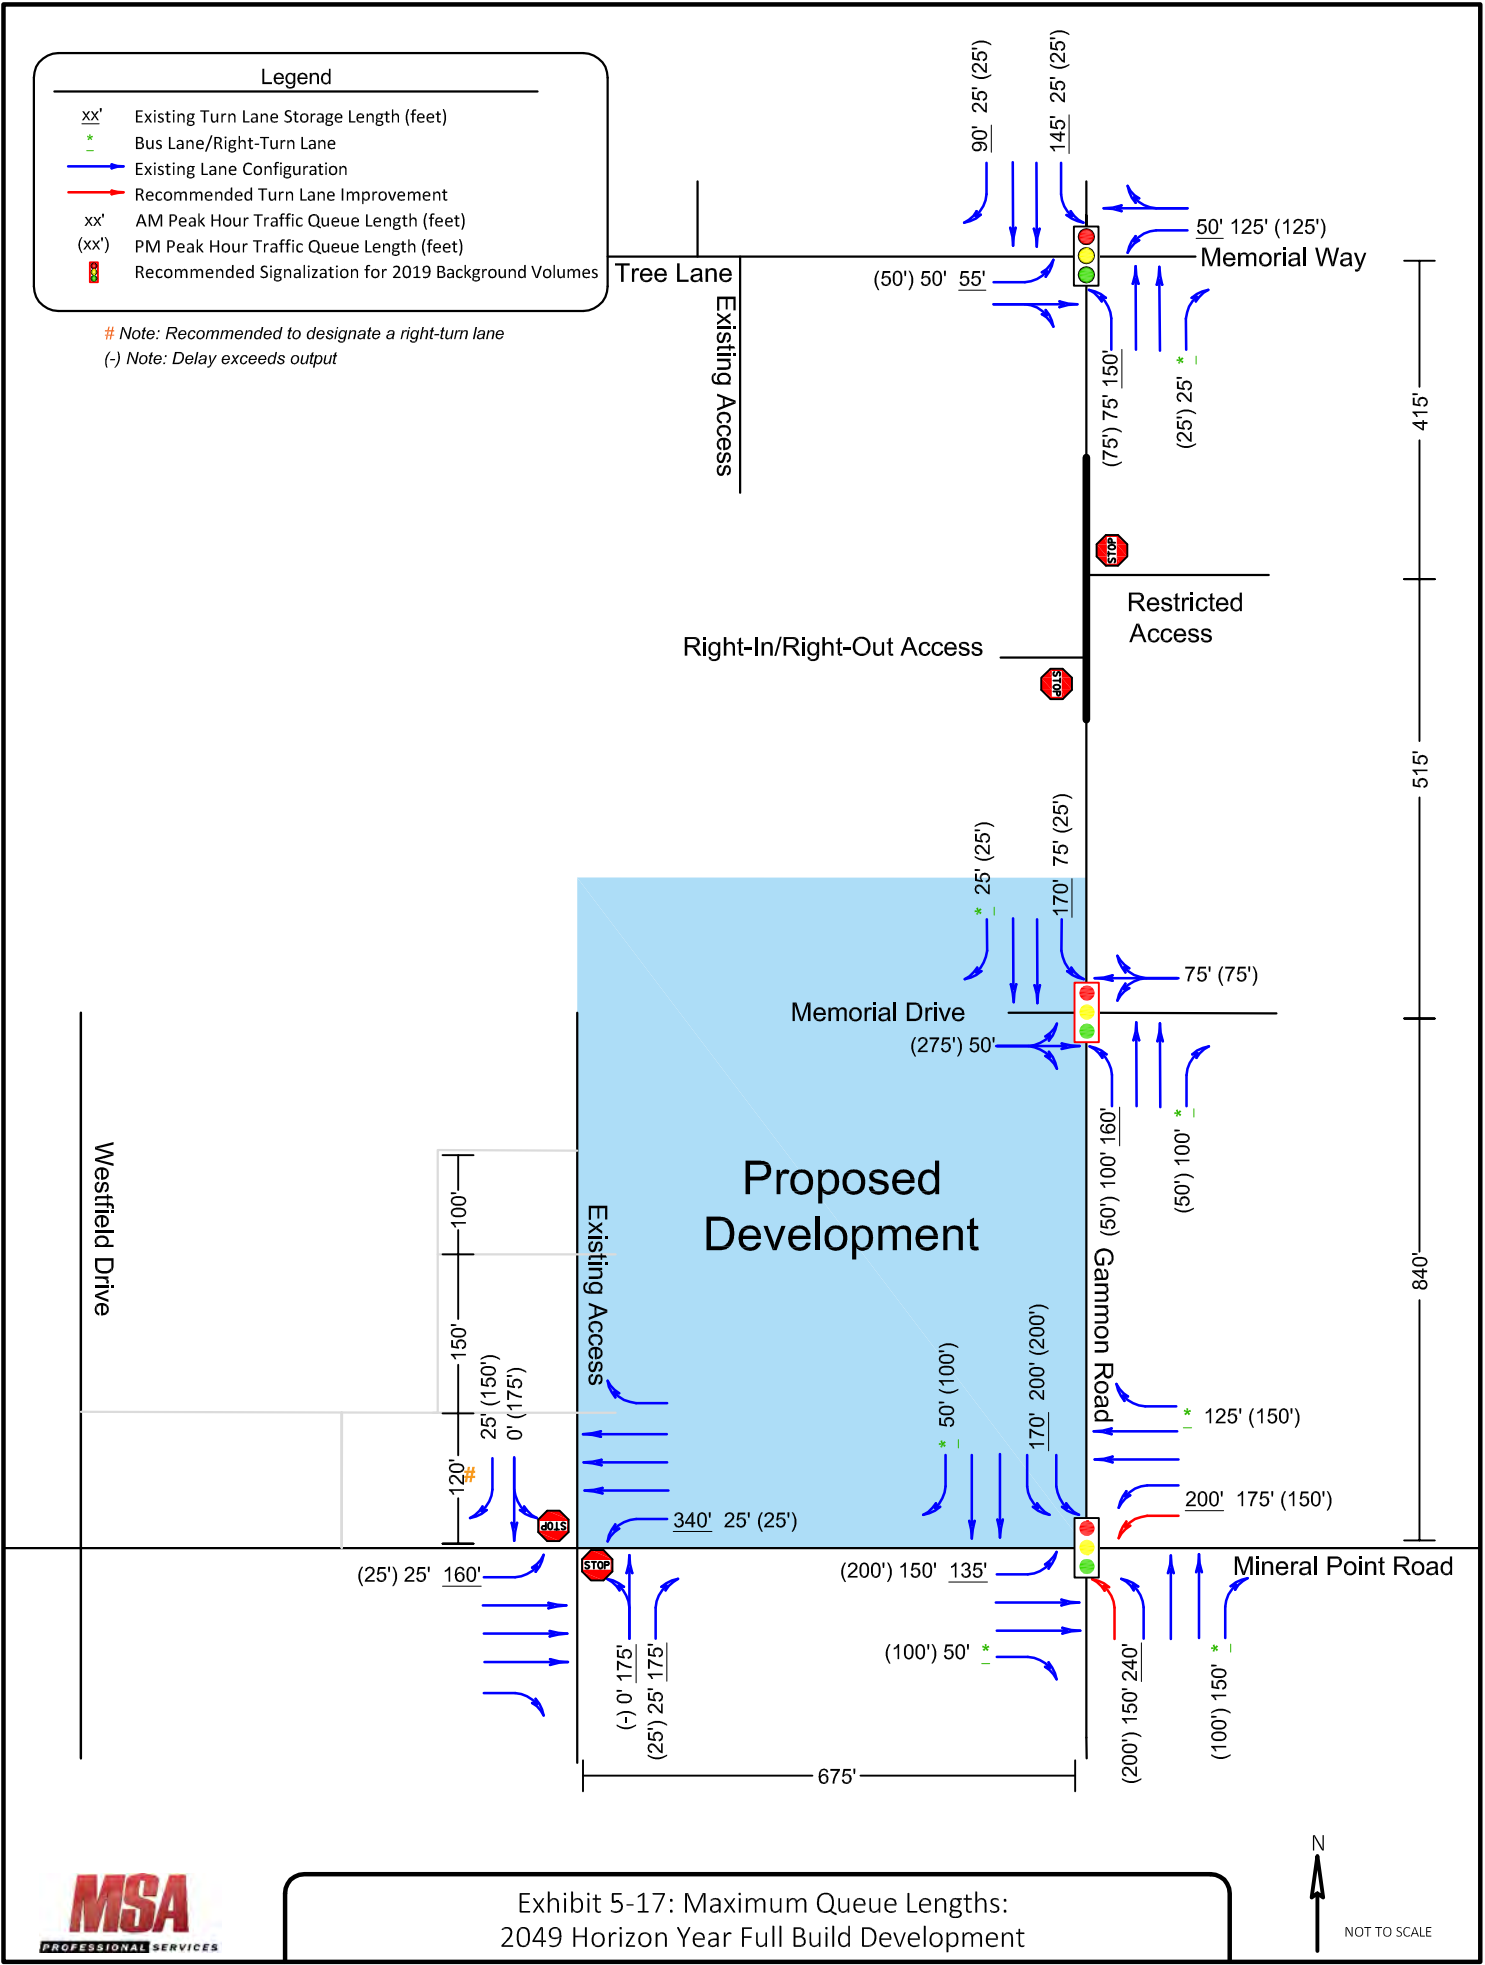 Legend
xx' Existing Turn Lane Storage Length (feet)
* Bus Lane/Right-Turn Lane
Existing Lane Configuration
Recommended Turn Lane Improvement
xx' AM Peak Hour Traffic Queue Length (feet)
(xx') PM Peak Hour Traffic Queue Length (feet)
Recommended Signalization for 2019 Background Volumes
# Note: Recommended to designate a right-turn lane
(-) Note: Delay exceeds output
90' 25' (25')
145' 25' (25')
50' 125' (125')
Memorial Way
Tree Lane
(50') 50' 55'
Existing Access
(75') 75' 150'
(25') 25' *
415'
STOP
Restricted
Access
Right-In/Right-Out Access
STOP
515'
* 25' (25')
170' 75' (25')
75' (75')
Memorial Drive
(275') 50'
(50') 100' 160'
(50') 100' *
Proposed
Development
Westfield Drive
100'
150'
120'
#
Existing Access
Gammon Road
840'
25' (150')
0' (175')
* 50' (100')
170' 200' (200')
* 125' (150')
200' 175' (150')
340' 25' (25')
STOP
STOP
(25') 25' 160'
(200') 150' 135'
Mineral Point Road
(100') 50' *
(-) 0' 175'
(25') 25' 175'
(200') 150' 240'
(100') 150' *
675'
N
NOT TO SCALE
MSA
PROFESSIONAL SERVICES
Exhibit 5-17: Maximum Queue Lengths:
2049 Horizon Year Full Build Development